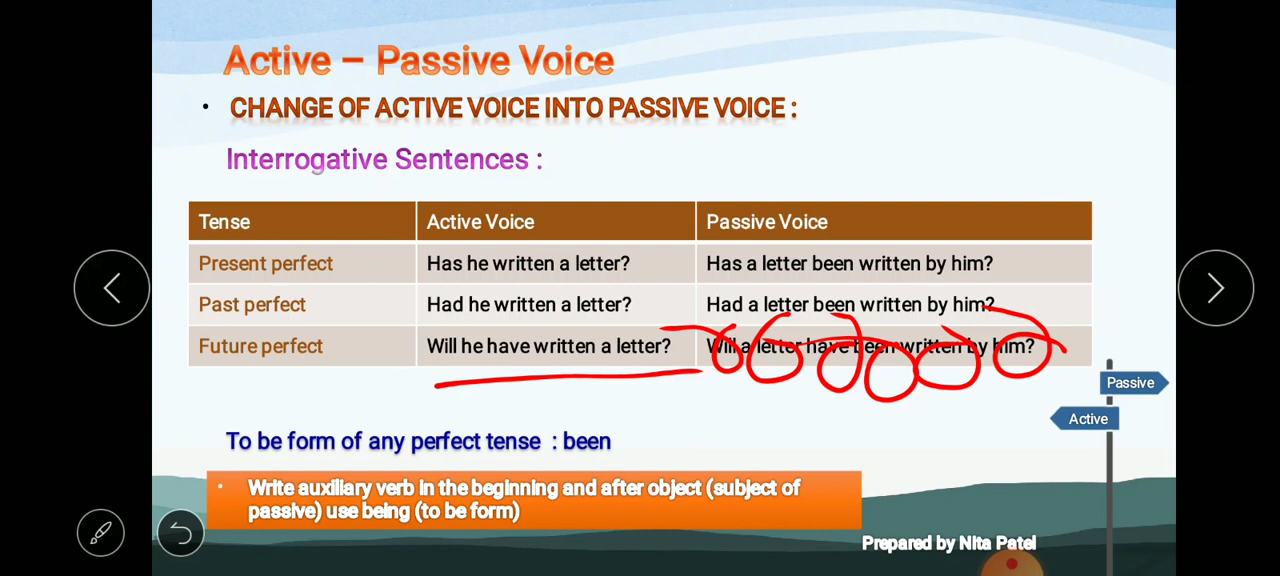 Active – Passive Voice
• CHANGE OF ACTIVE VOICE INTO PASSIVE VOICE :
Interrogative Sentences :
Tense Active Voice Passive Voice
Present perfect Has he written a letter? Has a letter been written by him?
Past perfect Had he written a letter? Had a letter been written by him?
Future perfect Will he have written a letter? Will a letter have been written by him?
Passive
Active
To be form of any perfect tense : been
• Write auxiliary verb in the beginning and after object (subject of
passive) use being (to be form)
Prepared by Nita Patel